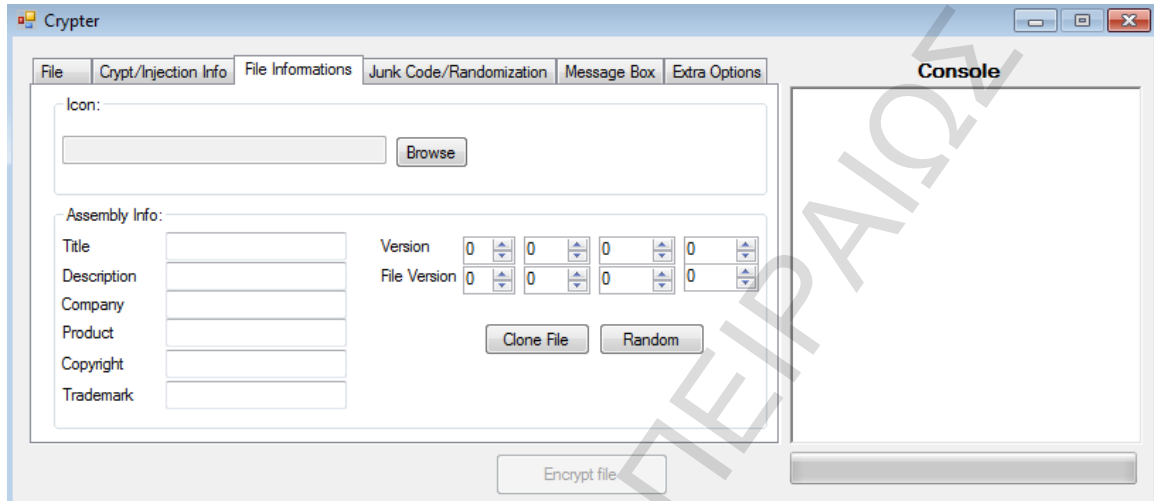 Crypter
File Crypt/Injection Info File Informations Junk Code/Randomization Message Box Extra Options
Console
Icon:
Browse
Assembly Info:
Title
Version 0 0 0 0
Description
File Version 0 0 0 0
Company
Product
Clone File Random
Copyright
Trademark
Encrypt file
ΠΕΙΡΑΙΩΣ